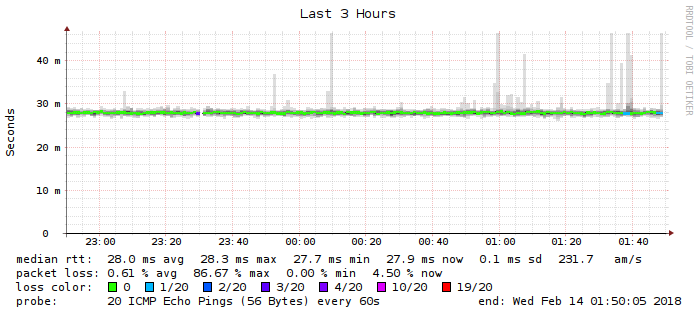 Last 3 Hours
RRDTOOL / TOBI OETIKER
Seconds
40 m
30 m
20 m
10 m
0
23:00 23:20 23:40 00:00 00:20 00:40 01:00 01:20 01:40
median rtt: 28.0 ms avg 28.3 ms max 27.7 ms min 27.9 ms now 0.1 ms sd 231.7 am/s
packet loss: 0.61 % avg 86.67 % max 0.00 % min 4.50 % now
loss color: 0 1/20 2/20 3/20 4/20 10/20 19/20
probe: 20 ICMP Echo Pings (56 Bytes) every 60s end: Wed Feb 14 01:50:05 2018